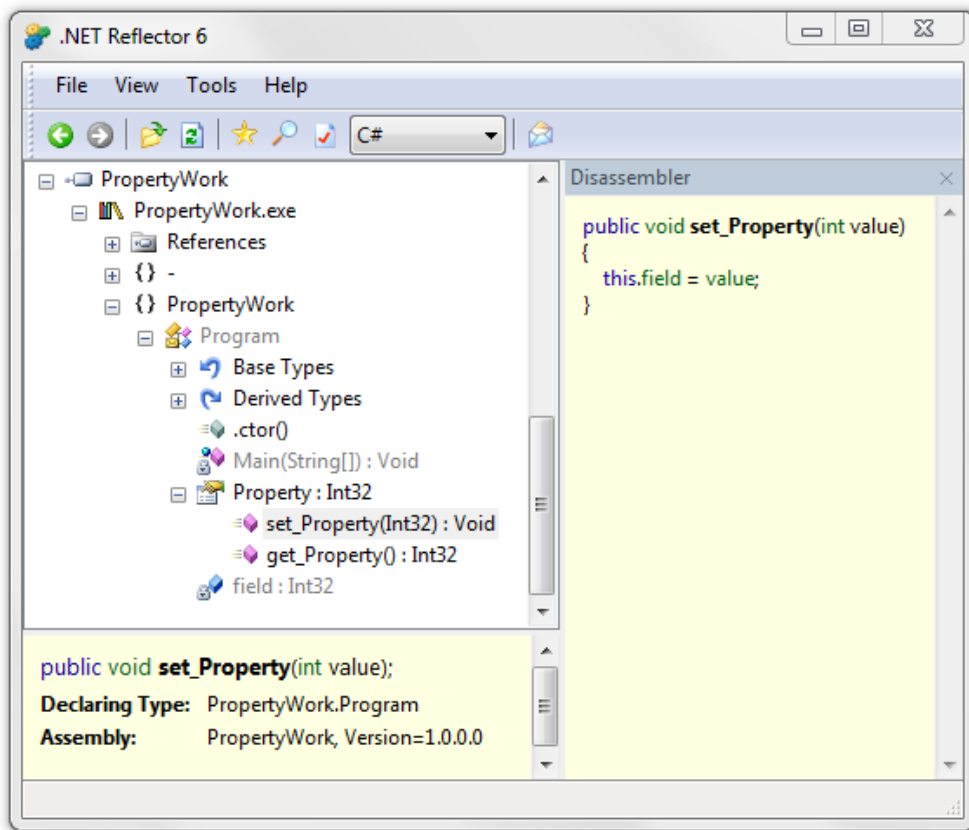 .NET Reflector 6
File View Tools Help
C#
PropertyWork
PropertyWork.exe
References
{} -
{} PropertyWork
Program
Base Types
Derived Types
.ctor()
Main(String[]) : Void
Property : Int32
set_Property(Int32) : Void
get_Property() : Int32
field : Int32
public void set_Property(int value);
Declaring Type: PropertyWork.Program
Assembly: PropertyWork, Version=1.0.0.0
Disassembler
public void set_Property(int value)
{
this.field = value;
}